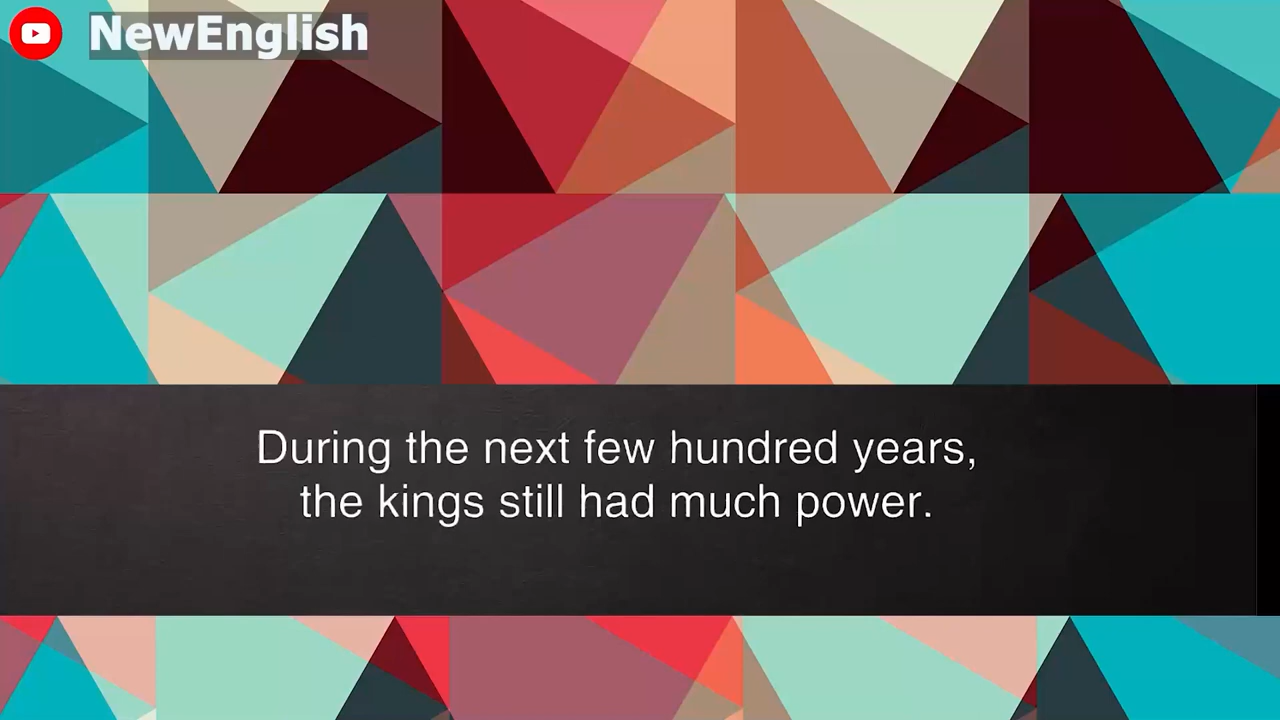 NewEnglish
During the next few hundred years,
the kings still had much power.